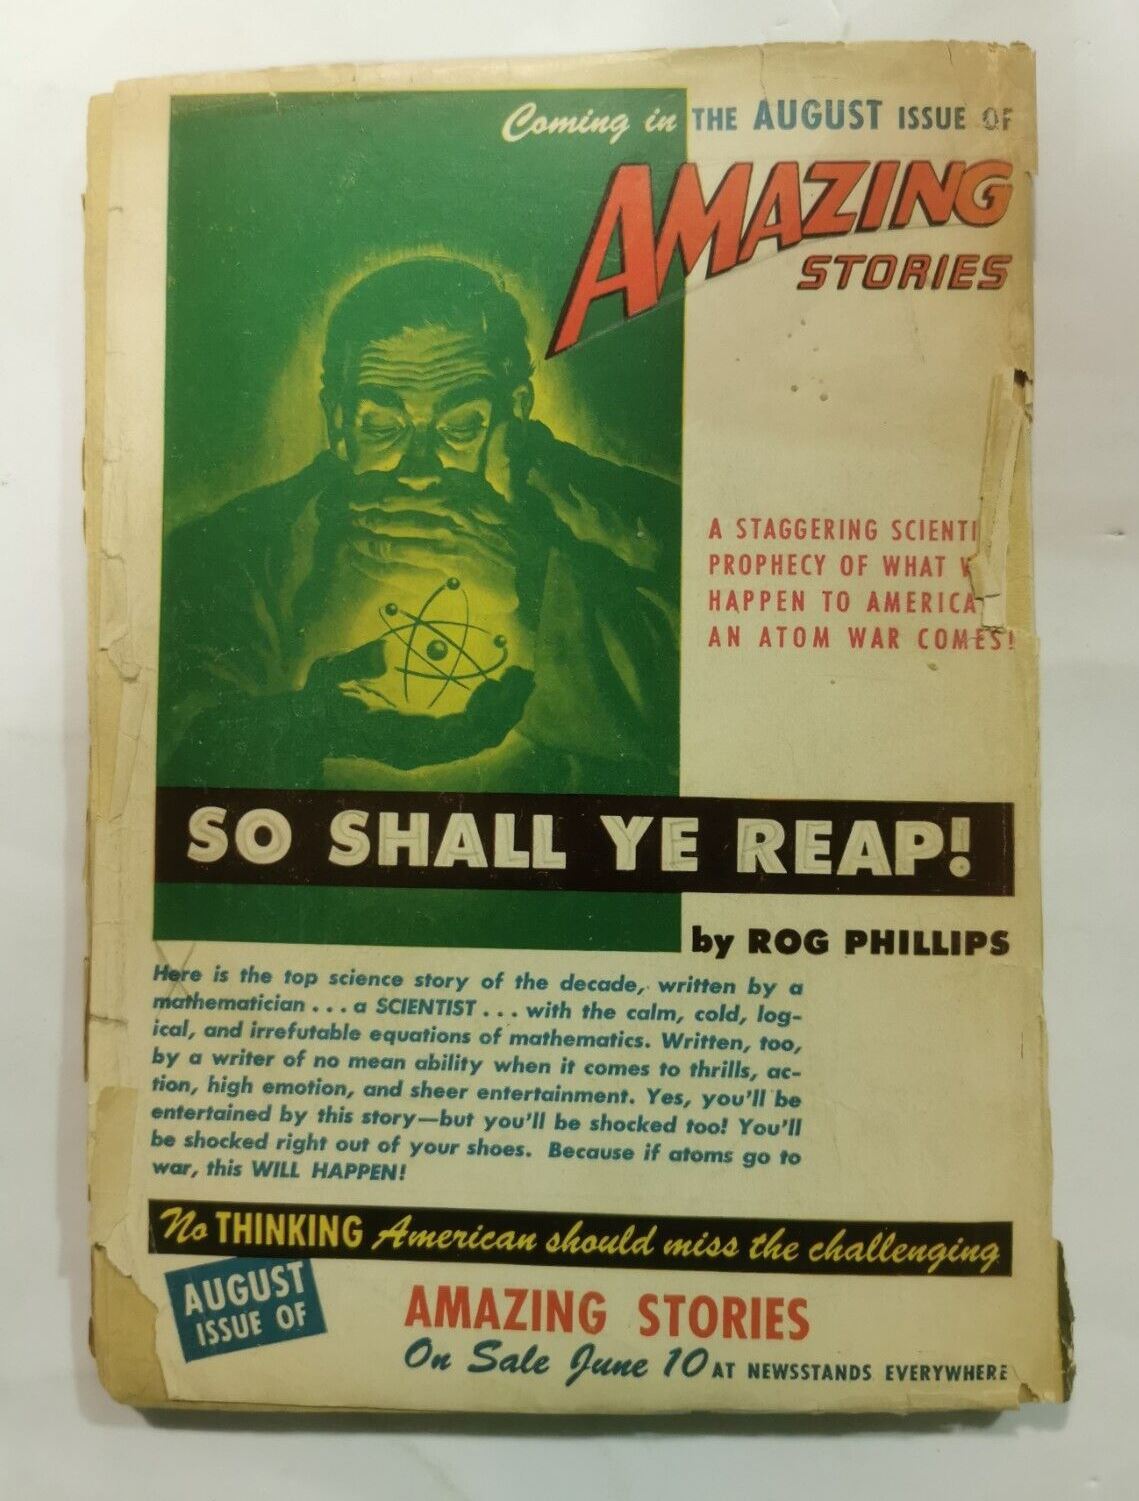 Coming in THE AUGUST ISSUE OF
AMAZING
STORIES
A STAGGERING SCIENTI
PROPHECY OF WHAT
HAPPEN TO AMERICA
AN ATOM WAR COMES!
SO SHALL YE REAP!
by ROG PHILLIPS
Here is the top science story of the decade, written by a
mathematician . . . a SCIENTIST . . . with the calm, cold, log-
ical, and irrefutable equations of mathematics. Written, too,
by a writer of no mean ability when it comes to thrills, ac-
tion, high emotion, and sheer entertainment. Yes, you'll be
entertained by this story—but you'll be shocked too! You'll
be shocked right out of your shoes. Because if atoms go to
war, this WILL HAPPEN!
No THINKING American should miss the challenging
AUGUST
ISSUE OF
AMAZING STORIES
On Sale June 10 AT NEWSSTANDS EVERYWHERE